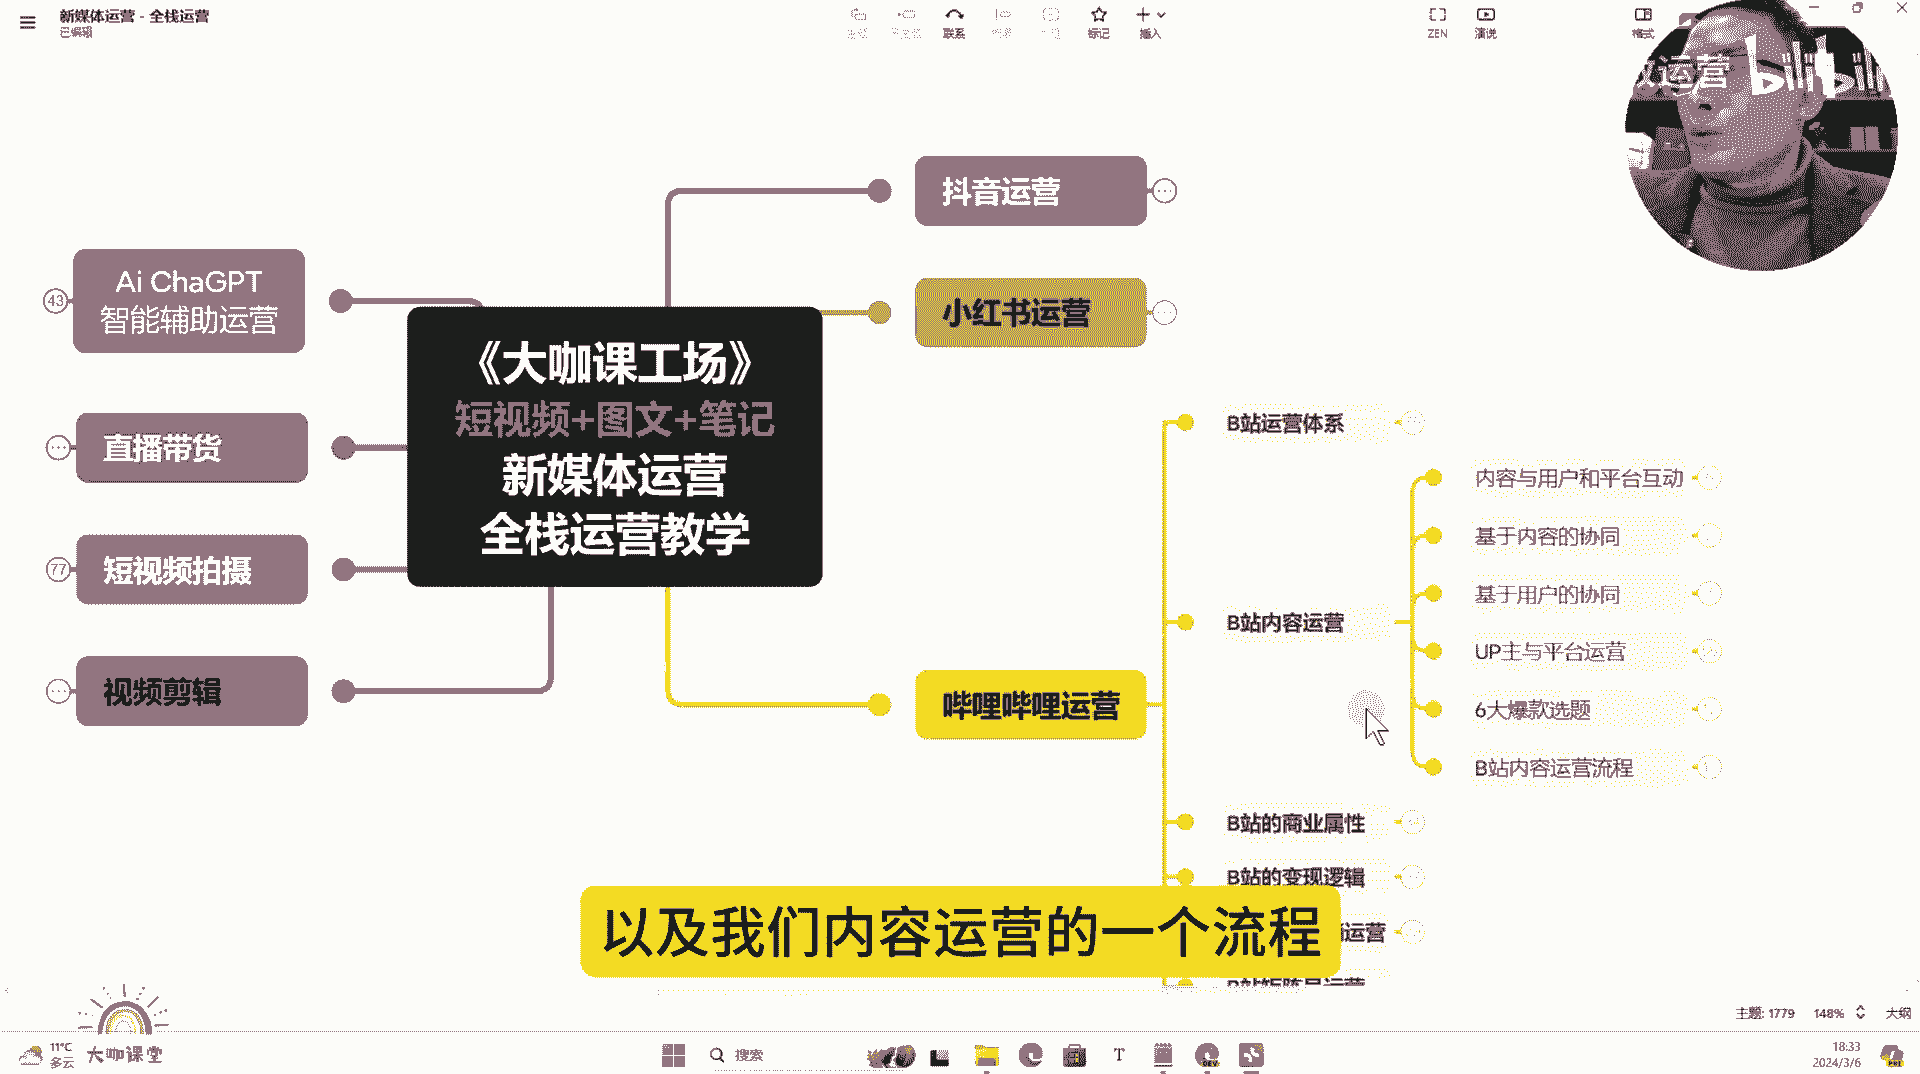 新媒体运营 - 全栈运营
已编辑
联系
标记
插入
ZEN
演说
格式
运营 bilibili
抖音运营
小红书运营
43
Ai ChaGPT
智能辅助运营
直播带货
77
短视频拍摄
视频剪辑
《大咖课工场》
短视频+图文+笔记
新媒体运营
全栈运营教学
哔哩哔哩运营
B站运营体系
B站内容运营
内容与用户和平台互动
基于内容的协同
基于用户的协同
UP主与平台运营
6大爆款选题
B站内容运营流程
B站的商业属性
B站的变现逻辑
运营
以及我们内容运营的一个流程
主题: 1779
148%
大纲
11°C
多云
大咖课堂
搜索
18:33
2024/3/6